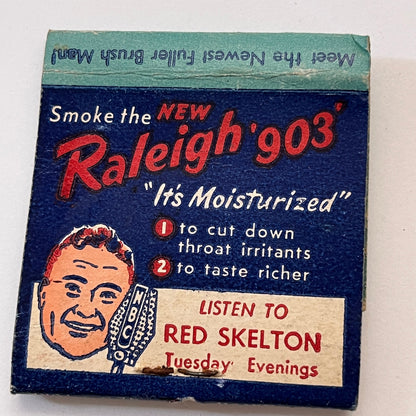 Meet the Newest Fuller Brush Man!
Smoke the NEW
Raleigh '903'
"It's Moisturized"
1 to cut down
throat irritants
2 to taste richer
NBC
LISTEN TO
RED SKELTON
Tuesday Evenings